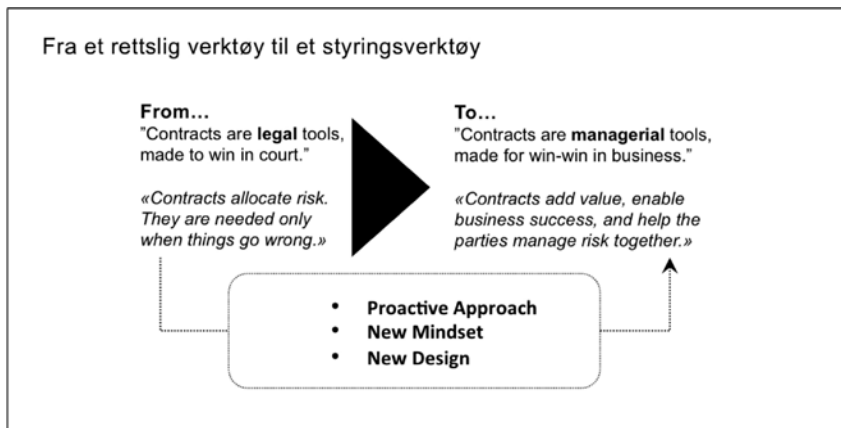 Fra et rettslig verktøy til et styringsverktøy
From…
”Contracts are legal tools,
made to win in court.”
«Contracts allocate risk.
They are needed only
when things go wrong.»
To…
”Contracts are managerial tools,
made for win-win in business.”
«Contracts add value, enable
business success, and help the
parties manage risk together.»
• Proactive Approach
• New Mindset
• New Design